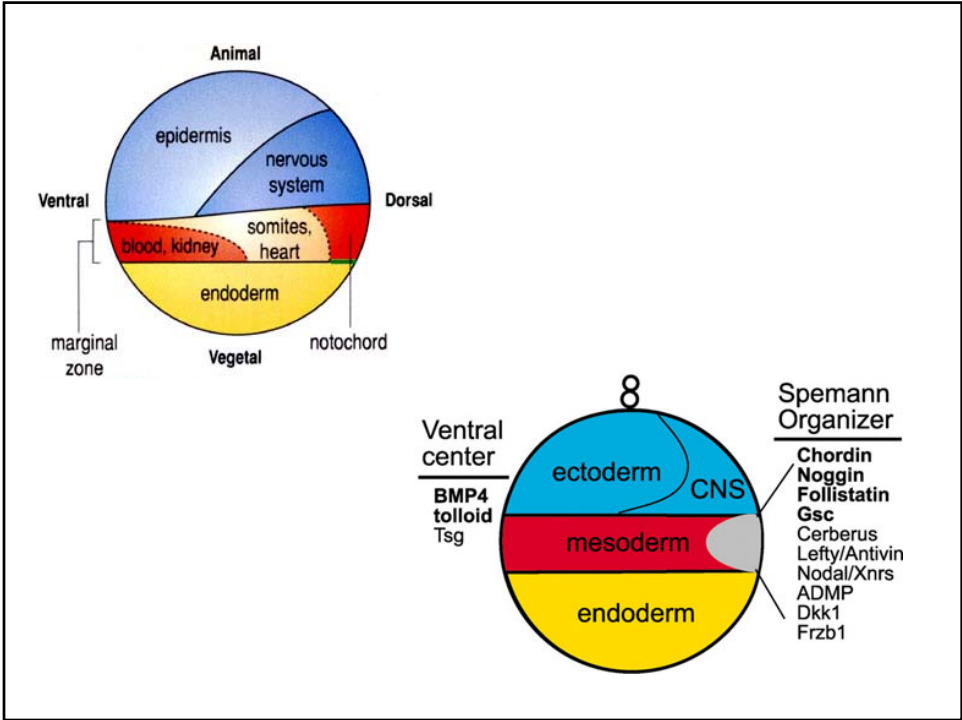 Animal
epidermis
nervous
system
Ventral
Dorsal
somites,
heart
blood, kidney
endoderm
marginal
zone
notochord
Vegetal
Ventral
center
BMP4
tolloid
Tsg
ectoderm
CNS
mesoderm
endoderm
Spemann
Organizer
Chordin
Noggin
Follistatin
Gsc
Cerberus
Lefty/Antivin
Nodal/Xnrs
ADMP
Dkk1
Frzb1